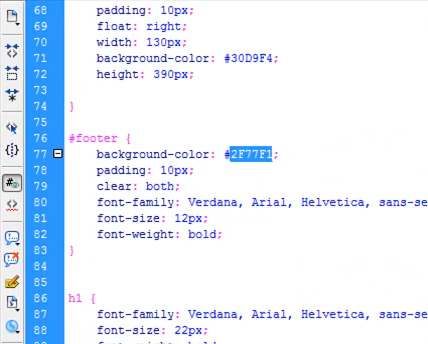 68 padding: 10px;
69 float: right;
70 width: 130px;
71 background-color: #30D9F4;
72 height: 390px;
73
74 }
75
76 #footer {
77 background-color: #2F77F1;
78 padding: 10px;
79 clear: both;
80 font-family: Verdana, Arial, Helvetica, sans-se
81 font-size: 12px;
82 font-weight: bold;
83 }
84
85
86 h1 {
87 font-family: Verdana, Arial, Helvetica, sans-se
88 font-size: 22px;